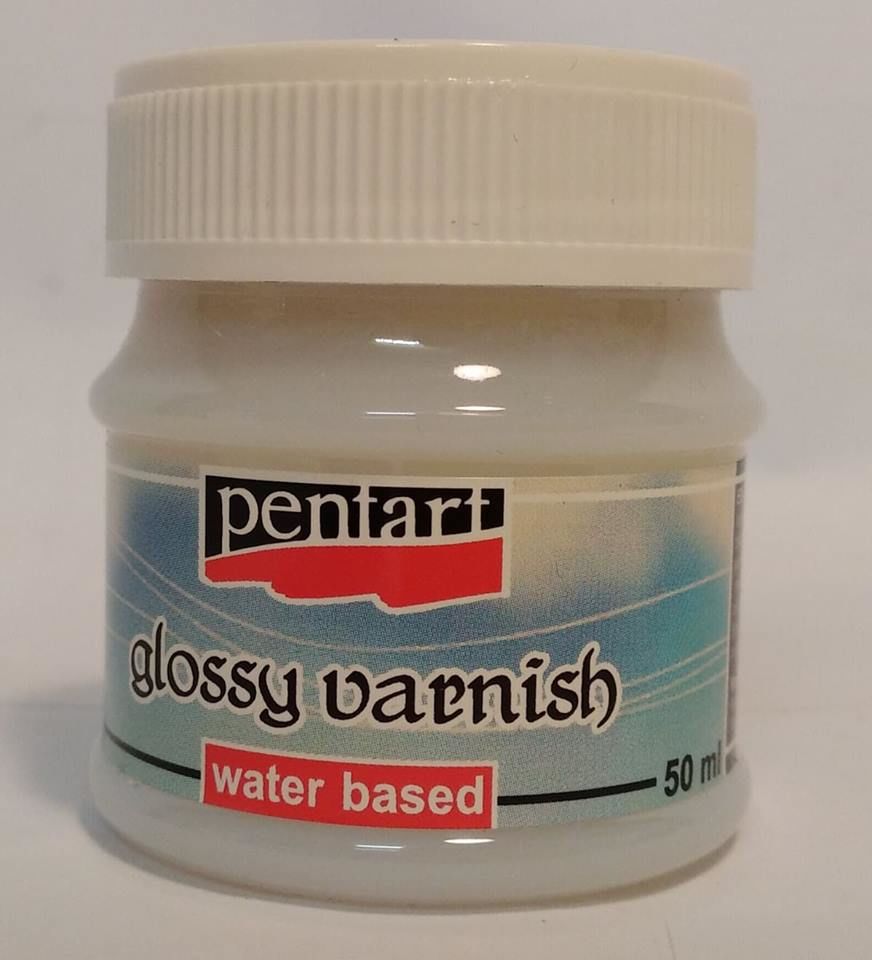 pentart
glossy varnish
water based
50 ml